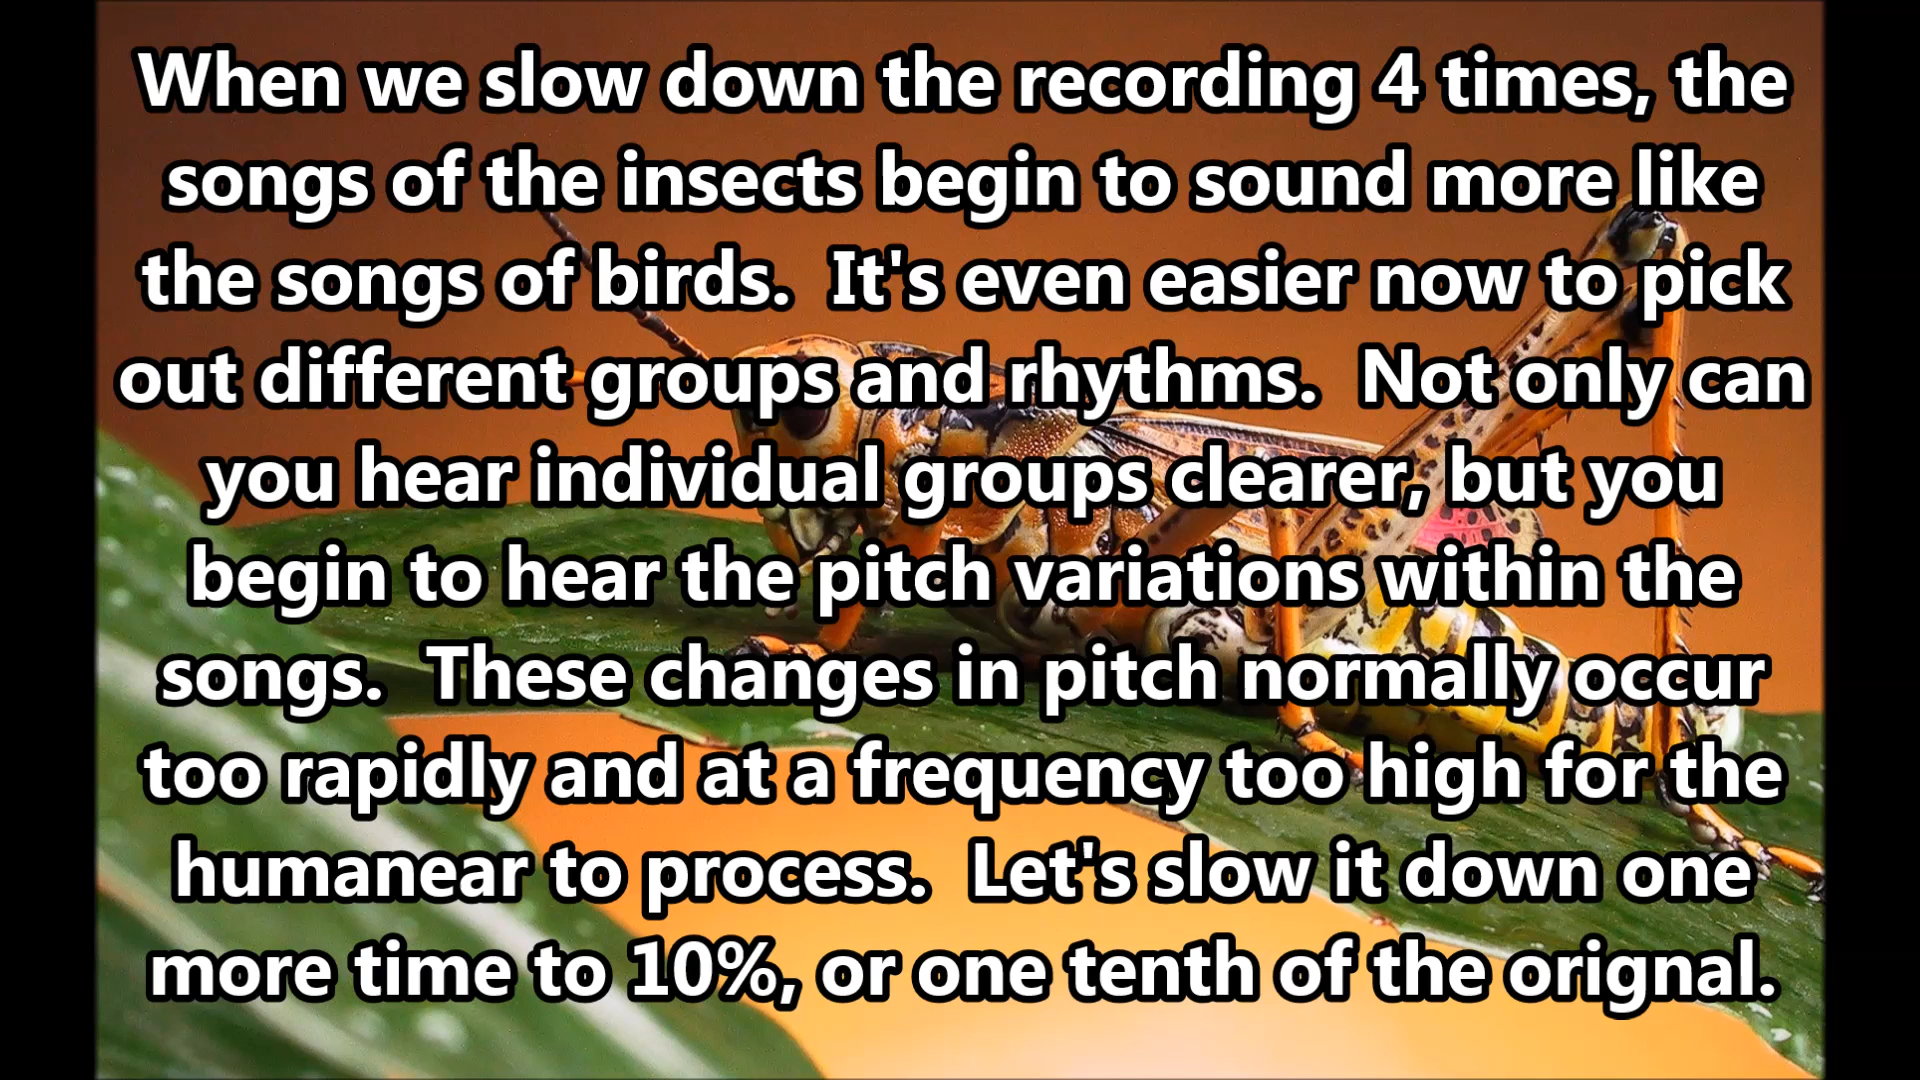 When we slow down the recording 4 times, the
songs of the insects begin to sound more like
the songs of birds.  It's even easier now to pick
out different groups and rhythms.  Not only can
you hear individual groups clearer, but you
begin to hear the pitch variations within the
songs.  These changes in pitch normally occur
too rapidly and at a frequency too high for the
humanear to process.  Let's slow it down one
more time to 10%, or one tenth of the orignal.